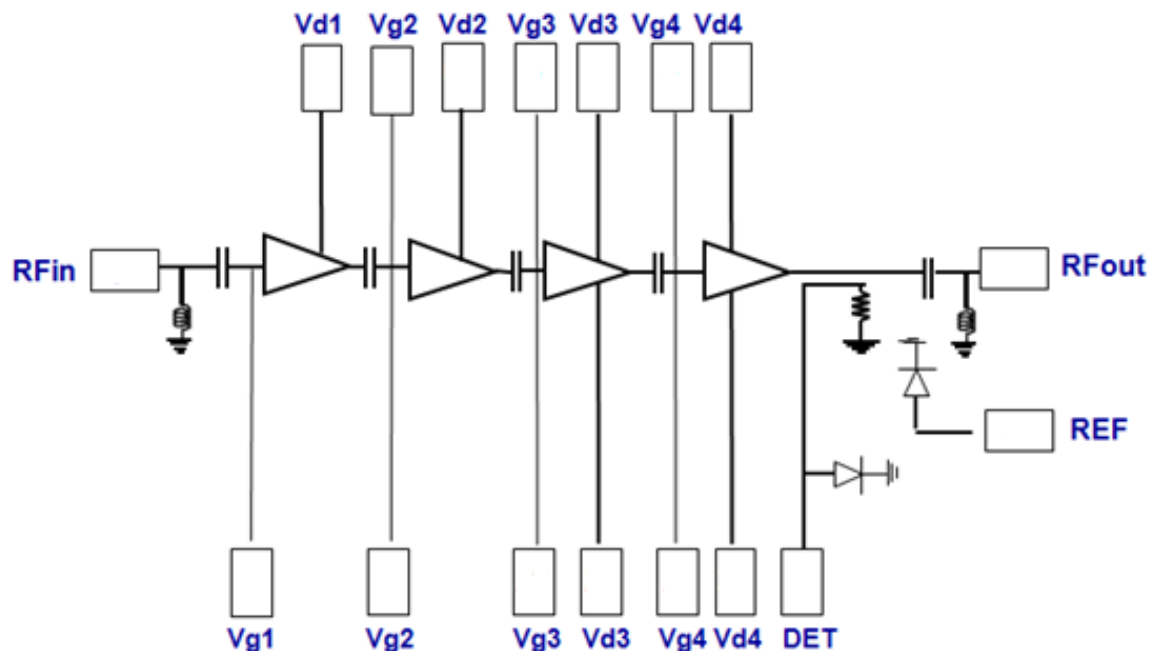 Vd1 Vg2 Vd2 Vg3 Vd3 Vg4 Vd4
RFin
RFout
REF
Vg1 Vg2 Vg3 Vd3 Vg4 Vd4 DET